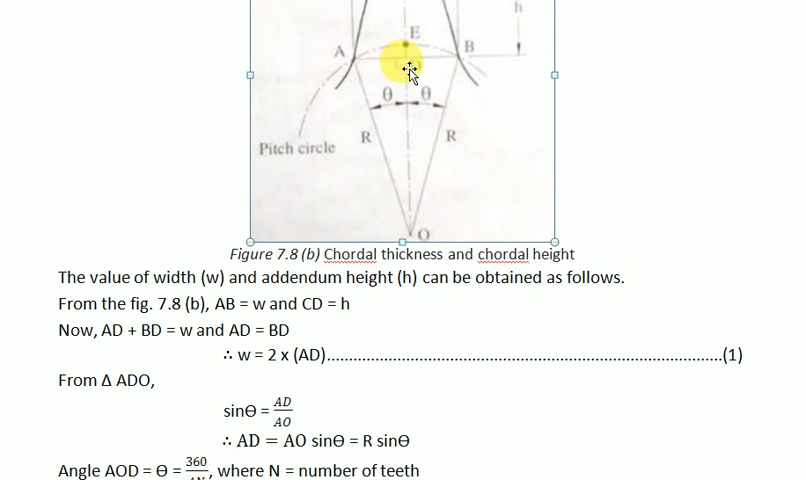 h
E
A
B
θ θ
R R
Pitch circle
O
Figure 7.8 (b) Chordal thickness and chordal height
The value of width (w) and addendum height (h) can be obtained as follows.
From the fig. 7.8 (b), AB = w and CD = h
Now, AD + BD = w and AD = BD
∴ w = 2 x (AD)...........................................................................................(1)
From Δ ADO,
sinΘ = AD/AO
∴ AD = AO sinΘ = R sinΘ
Angle AOD = Θ = 360/4N, where N = number of teeth